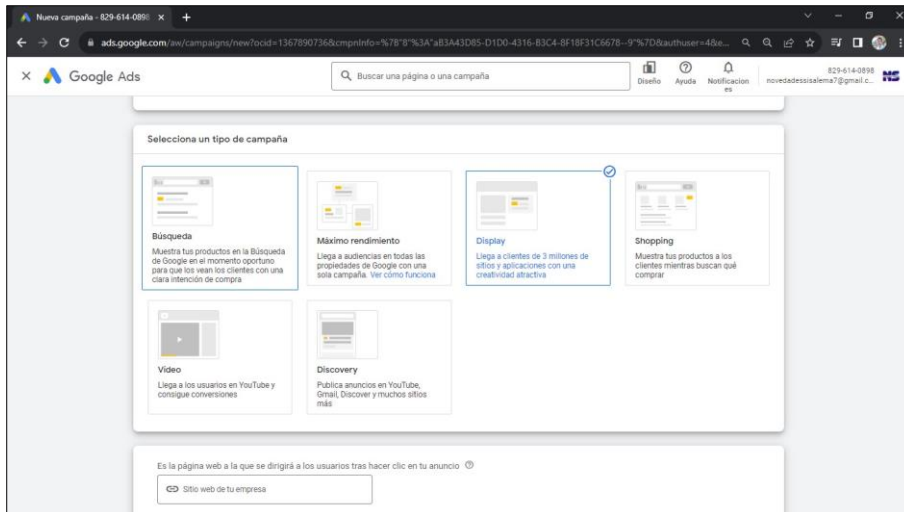 Nueva campaña - 829-614-0898
ads.google.com/aw/campaigns/new?ocid=1367890736&cmpnInfo=%7B"8"%3A"aB3A43D85-D1D0-4316-B3C4-8F18F31C6678--9"%7D&authuser=4&e...
Google Ads
Buscar una página o una campaña
Diseño
Ayuda
Notificacion
es
829-614-0898
novedadessisalema7@gmail.c...
NS
Selecciona un tipo de campaña
Búsqueda
Muestra tus productos en la Búsqueda
de Google en el momento oportuno
para que los vean los clientes con una
clara intención de compra
Máximo rendimiento
Llega a audiencias en todas las
propiedades de Google con una
sola campaña. Ver cómo funciona
Display
Llega a clientes de 3 millones de
sitios y aplicaciones con una
creatividad atractiva
Shopping
Muestra tus productos a los
clientes mientras buscan qué
comprar
Vídeo
Llega a los usuarios en YouTube y
consigue conversiones
Discovery
Publica anuncios en YouTube,
Gmail, Discover y muchos sitios
más
Es la página web a la que se dirigirá a los usuarios tras hacer clic en tu anuncio
Sitio web de tu empresa